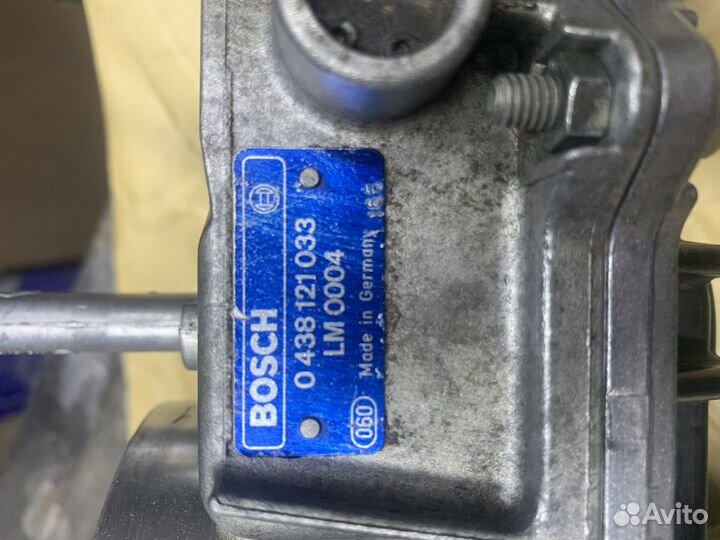 BOSCH
0 438 121 033
LM 0004
060 Made in Germany
Avito